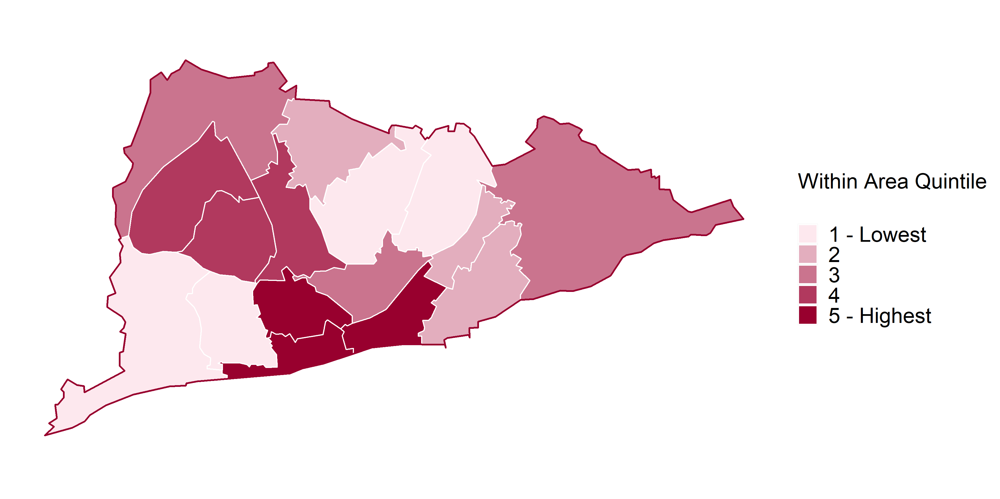 Within Area Quintile
1 - Lowest
2
3
4
5 - Highest